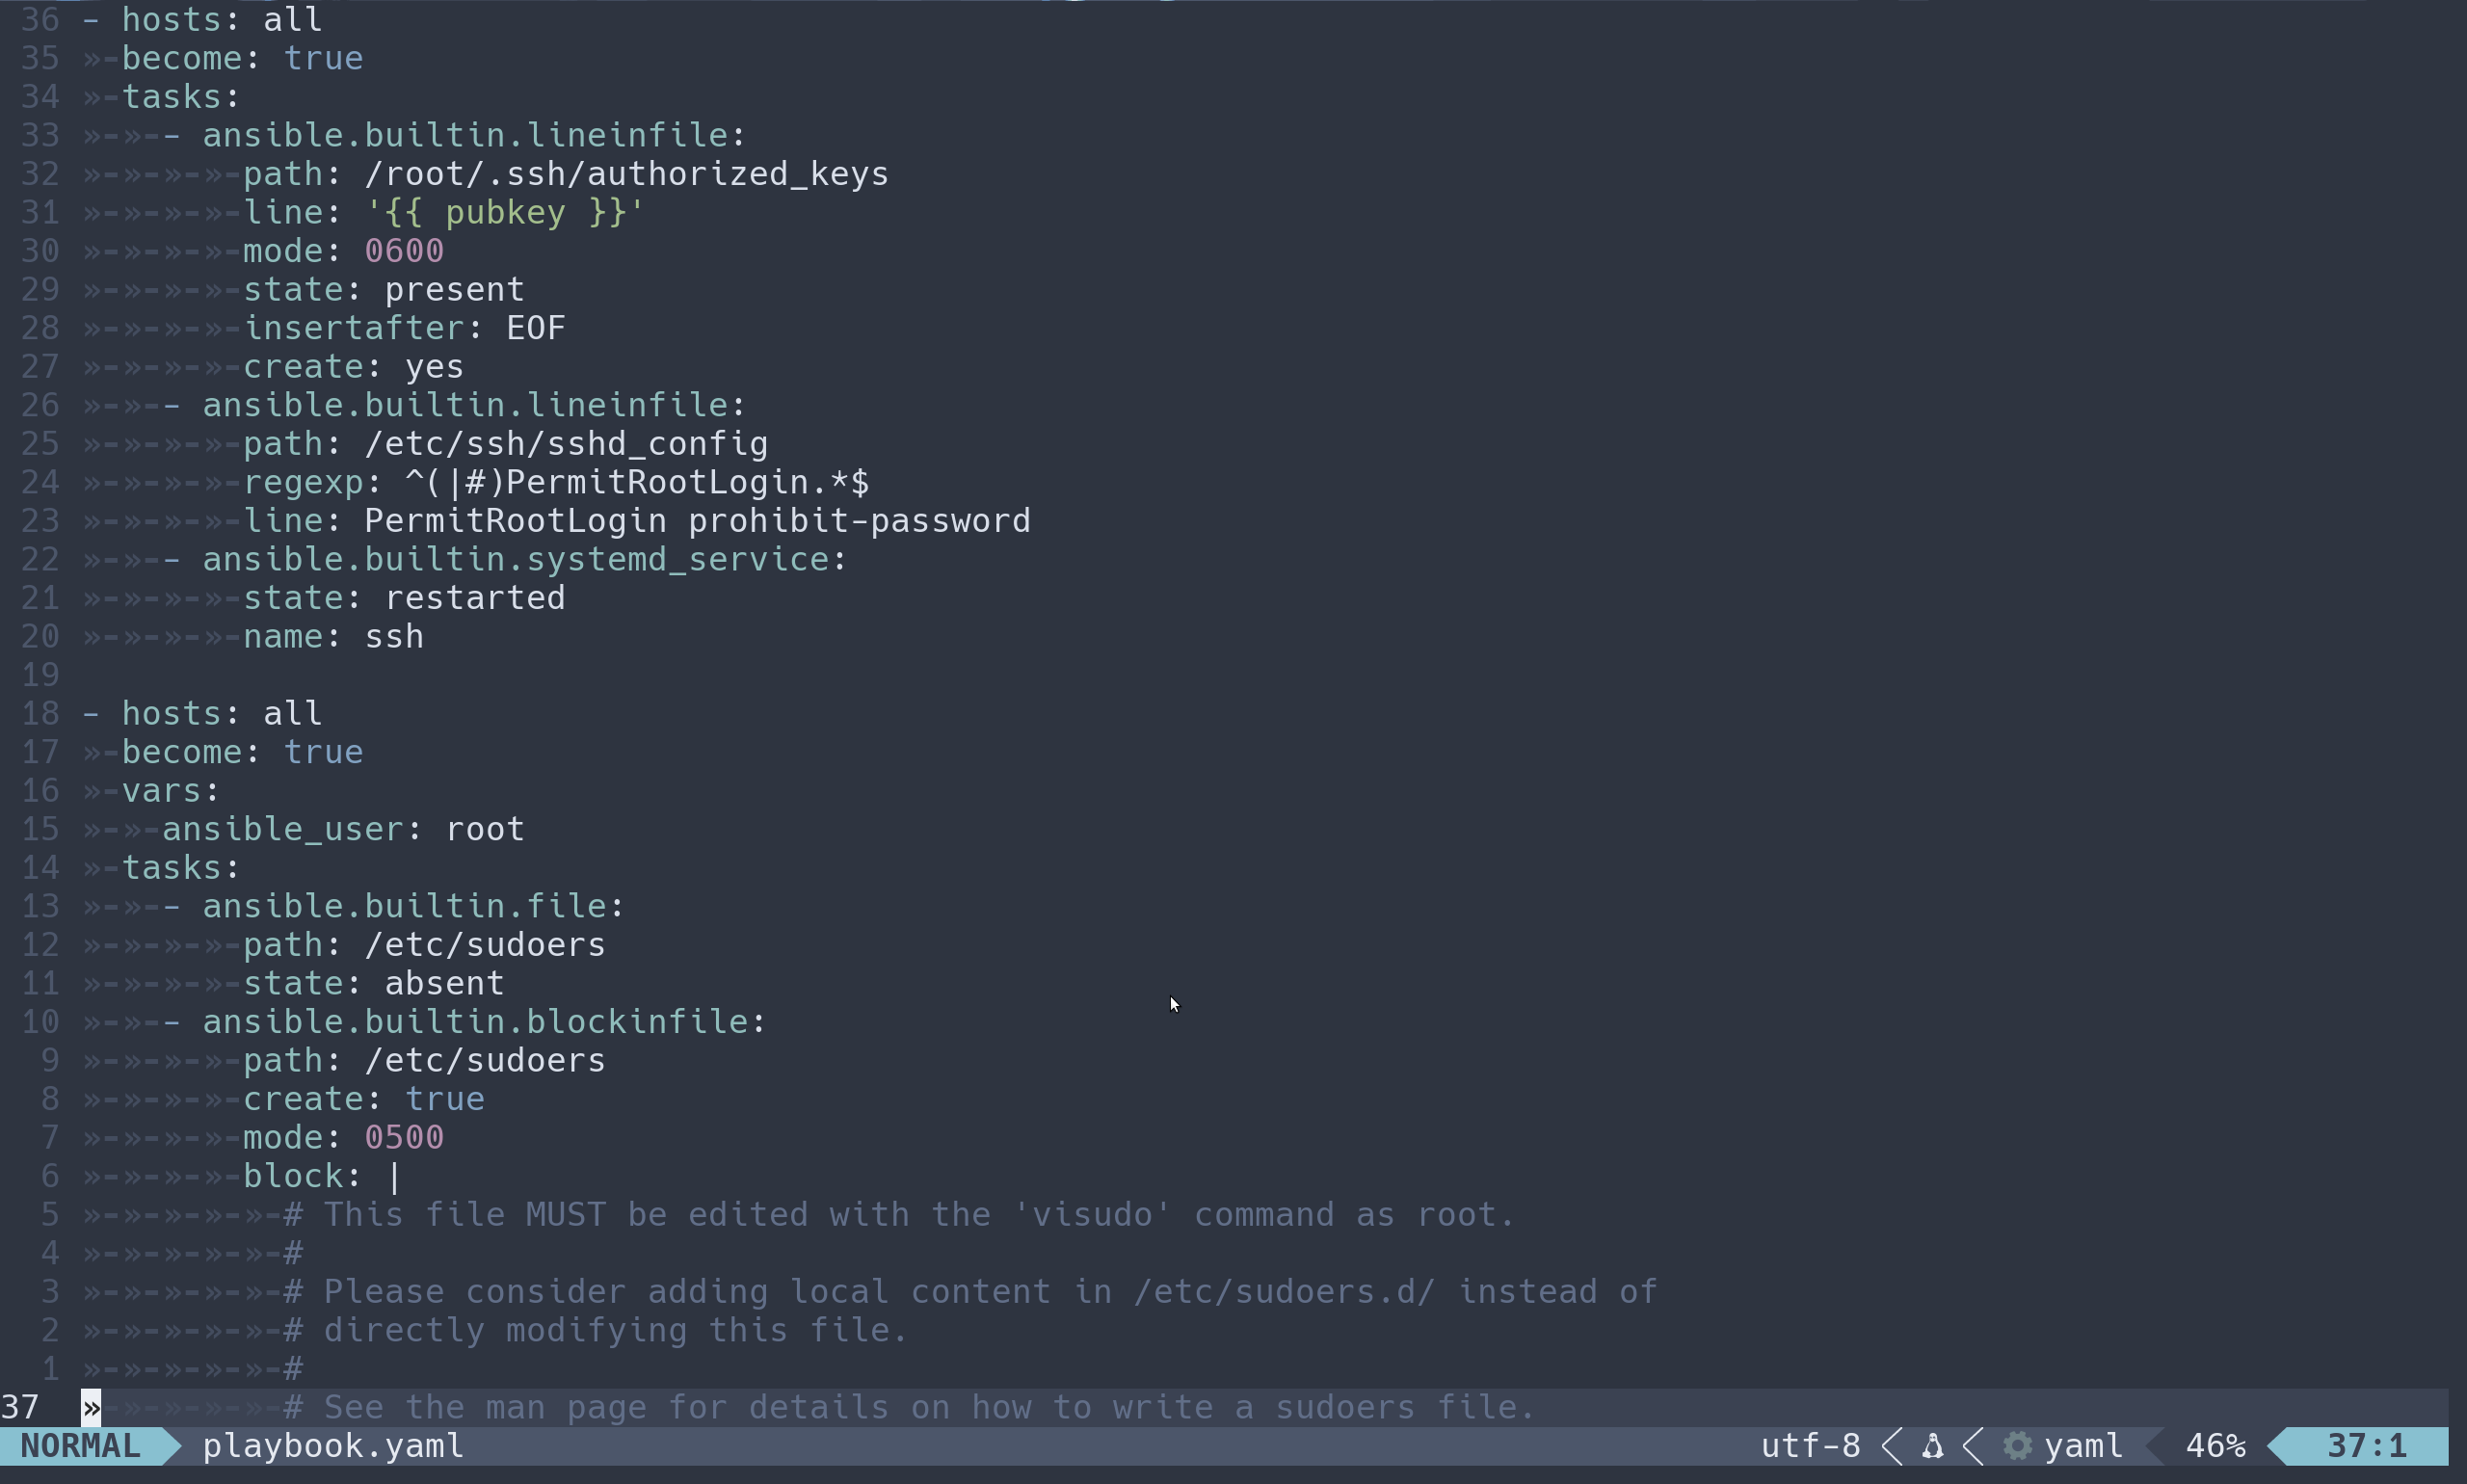 36 - hosts: all
35 »-become: true
34 »-tasks:
33 »-»-- ansible.builtin.lineinfile:
32 »-»-»-»-path: /root/.ssh/authorized_keys
31 »-»-»-»-line: '{{ pubkey }}'
30 »-»-»-»-mode: 0600
29 »-»-»-»-state: present
28 »-»-»-»-insertafter: EOF
27 »-»-»-»-create: yes
26 »-»-- ansible.builtin.lineinfile:
25 »-»-»-»-path: /etc/ssh/sshd_config
24 »-»-»-»-regexp: ^(|#)PermitRootLogin.*$
23 »-»-»-»-line: PermitRootLogin prohibit-password
22 »-»-- ansible.builtin.systemd_service:
21 »-»-»-»-state: restarted
20 »-»-»-»-name: ssh
19
18 - hosts: all
17 »-become: true
16 »-vars:
15 »-»-ansible_user: root
14 »-tasks:
13 »-»-- ansible.builtin.file:
12 »-»-»-»-path: /etc/sudoers
11 »-»-»-»-state: absent
10 »-»-- ansible.builtin.blockinfile:
9 »-»-»-»-path: /etc/sudoers
8 »-»-»-»-create: true
7 »-»-»-»-mode: 0500
6 »-»-»-»-block: |
5 »-»-»-»-»-# This file MUST be edited with the 'visudo' command as root.
4 »-»-»-»-»-#
3 »-»-»-»-»-# Please consider adding local content in /etc/sudoers.d/ instead of
2 »-»-»-»-»-# directly modifying this file.
1 »-»-»-»-»-#
37 »-»-»-»-»-# See the man page for details on how to write a sudoers file.
NORMAL playbook.yaml utf-8 yaml 46% 37:1